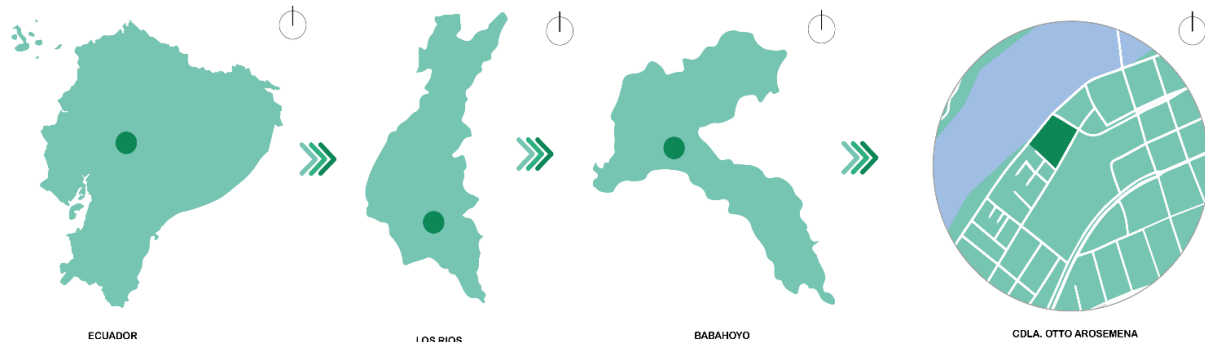 ECUADOR
LOS RIOS
BABAHOYO
CDLA. OTTO AROSEMENA